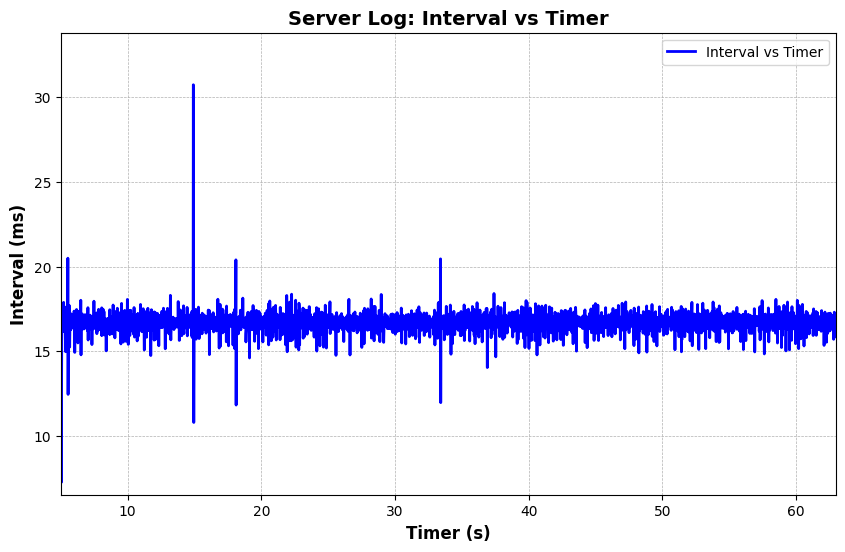 Server Log: Interval vs Timer
Interval vs Timer
30
25
20
15
10
Interval (ms)
10 20 30 40 50 60
Timer (s)